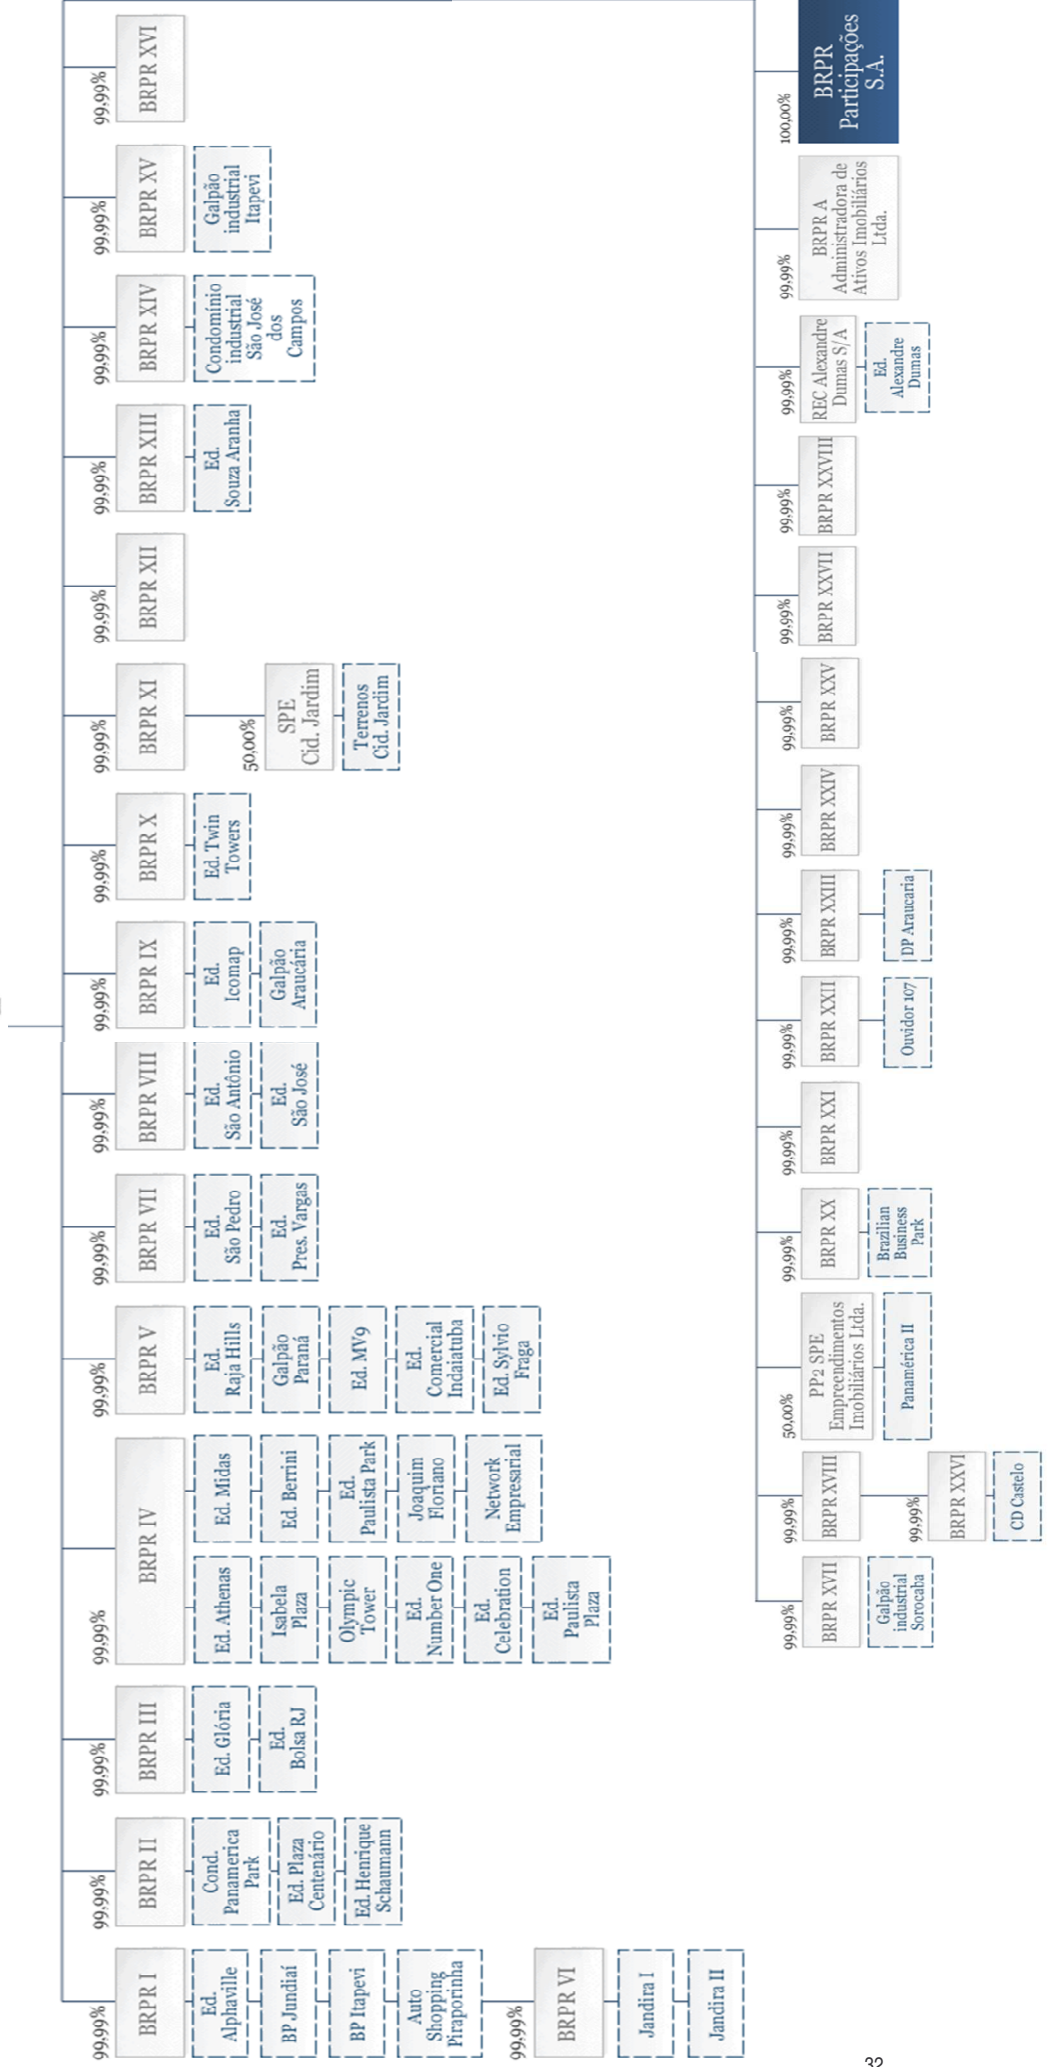 99,99%
BRPR I
Ed.
Alphaville
BP Jundiaí
BP Itapevi
Auto
Shopping
Piraporinha
99,99%
BRPR VI
Jandira I
Jandira II
99,99%
BRPR II
Cond.
Panamerica
Park
Ed. Plaza
Centenário
Ed. Henrique
Schaumann
99,99%
BRPR III
Ed. Glória
Ed.
Bolsa RJ
99,99%
BRPR IV
Ed. Athenas
Isabela
Plaza
Olympic
Tower
Ed.
Number One
Ed.
Celebration
Ed.
Paulista
Plaza
Ed. Midas
Ed. Berrini
Ed.
Paulista Park
Joaquim
Floriano
Network
Empresarial
99,99%
BRPR V
Ed.
Raja Hills
Galpão
Paraná
Ed. MV9
Ed.
Comercial
Indaiatuba
Ed. Sylvio
Fraga
99,99%
BRPR VII
Ed.
São Pedro
Ed.
Pres. Vargas
99,99%
BRPR VIII
Ed.
São Antônio
Ed.
São José
99,99%
BRPR IX
Ed.
Icomap
Galpão
Araucária
99,99%
BRPR X
Ed. Twin
Towers
99,99%
BRPR XI
50,00%
SPE
Cid. Jardim
Terrenos
Cid. Jardim
99,99%
BRPR XII
99,99%
BRPR XIII
Ed.
Souza Aranha
99,99%
BRPR XIV
Condomínio
industrial
São José
dos
Campos
99,99%
BRPR XV
Galpão
industrial
Itapevi
99,99%
BRPR XVI
99,99%
BRPR XVII
Galpão
industrial
Sorocaba
99,99%
BRPR XVIII
99,99%
BRPR XXVI
CD Castelo
50,00%
PP2 SPE
Empreendimentos
Imobiliários Ltda.
Panamérica II
99,99%
BRPR XX
Brazilian
Business
Park
99,99%
BRPR XXI
99,99%
BRPR XXII
Ouvidor 107
99,99%
BRPR XXIII
DP Araucaria
99,99%
BRPR XXIV
99,99%
BRPR XXV
99,99%
BRPR XXVII
99,99%
BRPR XXVIII
99,99%
REC Alexandre
Dumas S/A
Ed.
Alexandre
Dumas
99,99%
BRPR A
Administradora de
Ativos Imobiliários
Ltda.
100,00%
BRPR
Participações
S.A.
32